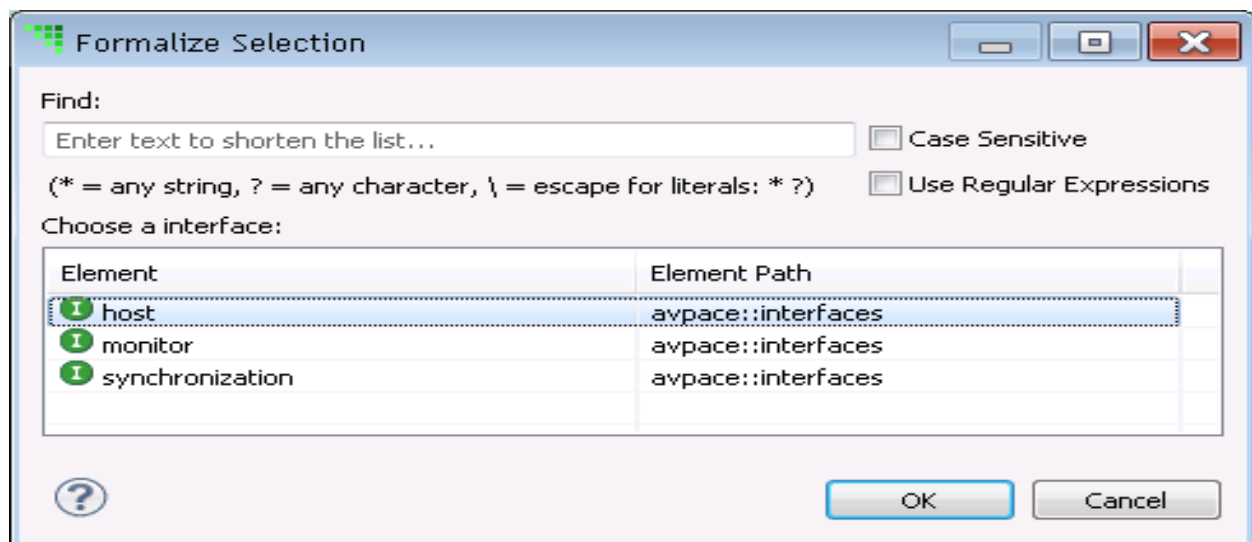 Formalize Selection
Find:
Enter text to shorten the list...
Case Sensitive
(* = any string, ? = any character, \ = escape for literals: * ?)
Use Regular Expressions
Choose a interface:
Element Element Path
I host avpace::interfaces
I monitor avpace::interfaces
I synchronization avpace::interfaces
?
OK Cancel